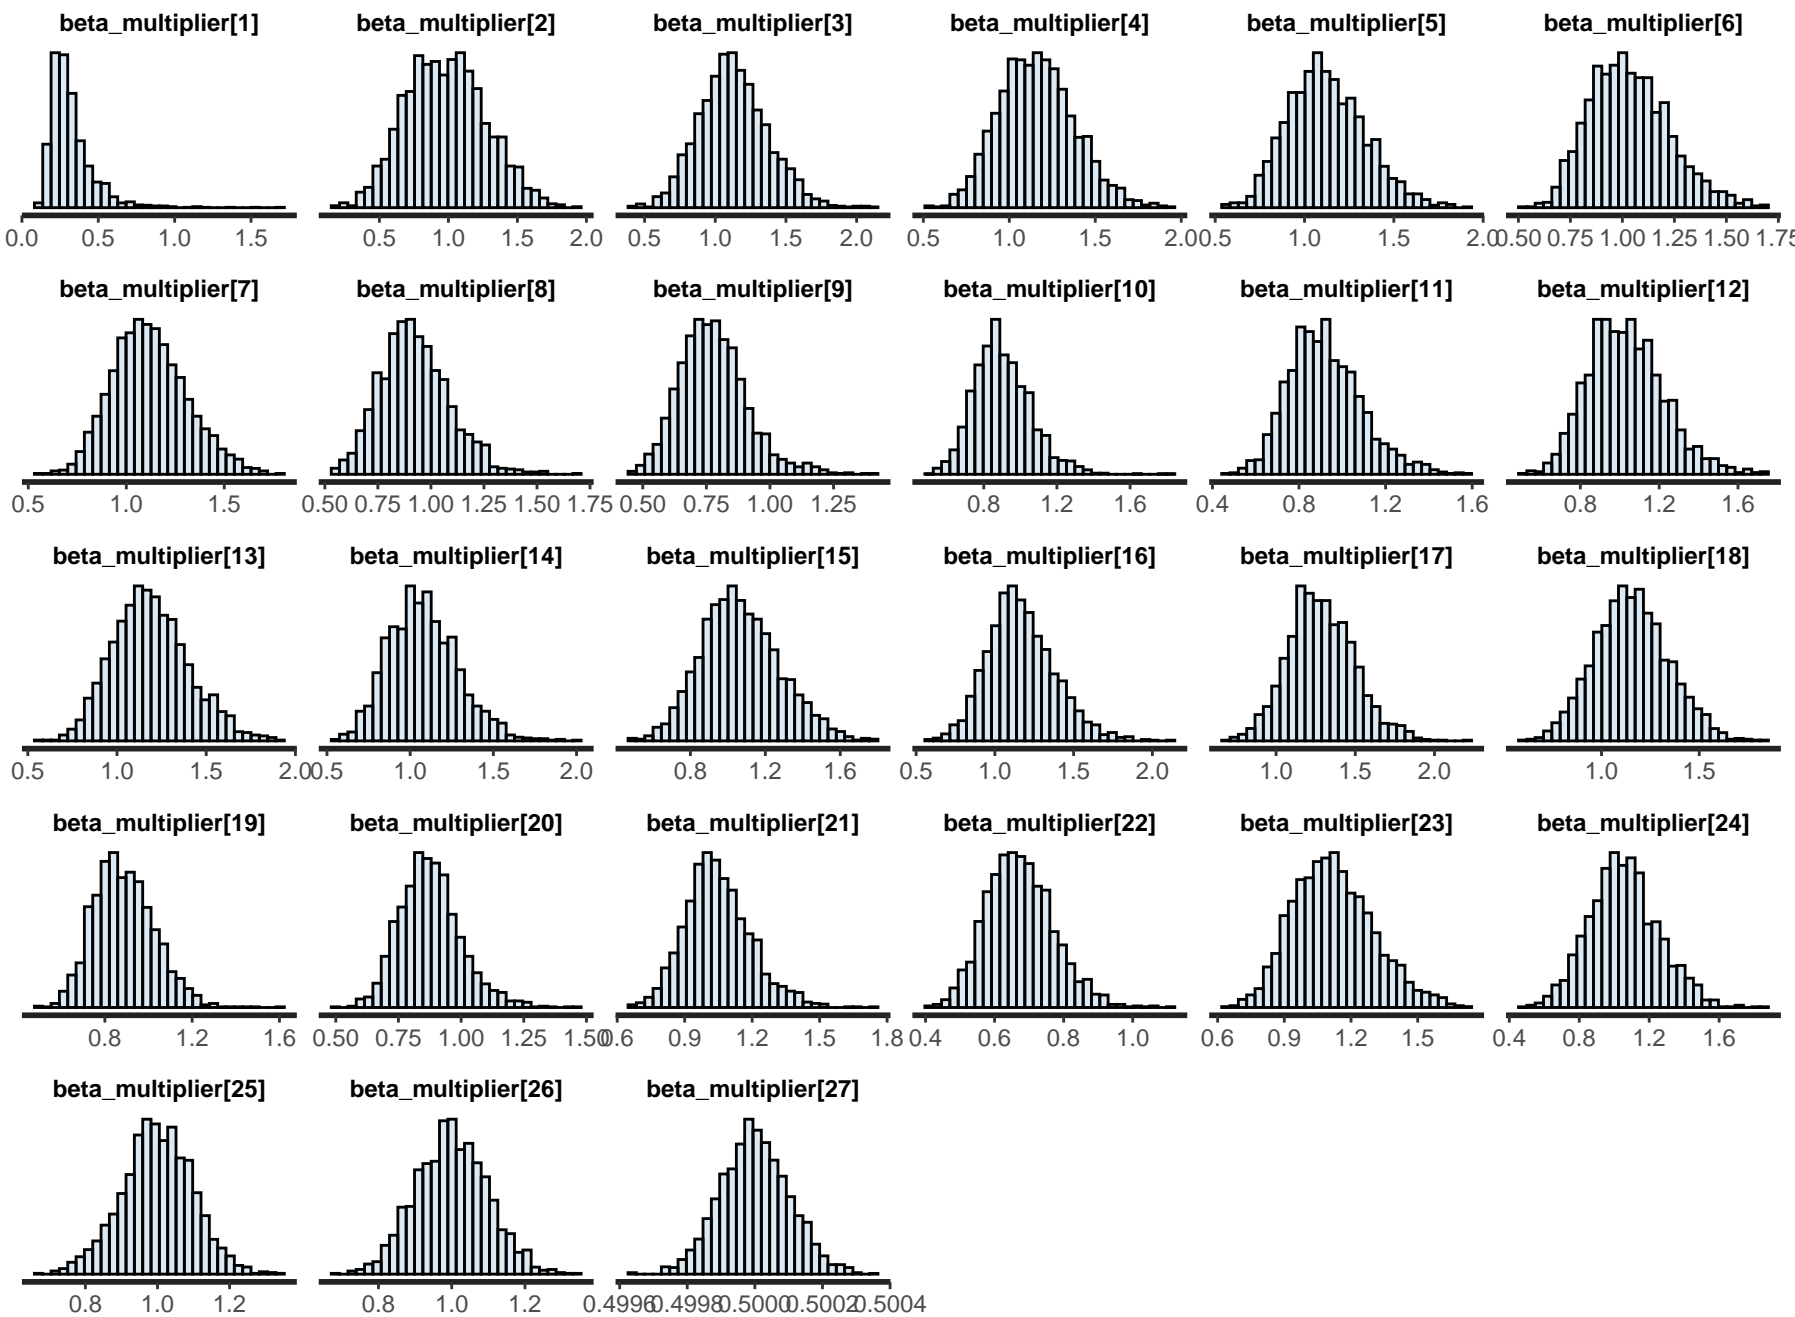 beta_multiplier[1] beta_multiplier[2] beta_multiplier[3] beta_multiplier[4] beta_multiplier[5] beta_multiplier[6]
0.0 0.5 1.0 1.5 0.5 1.0 1.5 2.0 0.5 1.0 1.5 2.0 0.5 1.0 1.5 2.0 0.5 1.0 1.5 2.0 0.50 0.75 1.00 1.25 1.50 1.75
beta_multiplier[7] beta_multiplier[8] beta_multiplier[9] beta_multiplier[10] beta_multiplier[11] beta_multiplier[12]
0.5 1.0 1.5 0.50 0.75 1.00 1.25 1.50 1.75 0.50 0.75 1.00 1.25 0.8 1.2 1.6 0.4 0.8 1.2 1.6 0.8 1.2 1.6
beta_multiplier[13] beta_multiplier[14] beta_multiplier[15] beta_multiplier[16] beta_multiplier[17] beta_multiplier[18]
0.5 1.0 1.5 2.0 0.5 1.0 1.5 2.0 0.8 1.2 1.6 0.5 1.0 1.5 2.0 1.0 1.5 2.0 1.0 1.5
beta_multiplier[19] beta_multiplier[20] beta_multiplier[21] beta_multiplier[22] beta_multiplier[23] beta_multiplier[24]
0.8 1.2 1.6 0.50 0.75 1.00 1.25 1.50 0.6 0.9 1.2 1.5 1.8 0.4 0.6 0.8 1.0 0.6 0.9 1.2 1.5 0.4 0.8 1.2 1.6
beta_multiplier[25] beta_multiplier[26] beta_multiplier[27]
0.8 1.0 1.2 0.8 1.0 1.2 0.4996 0.4998 0.5000 0.5002 0.5004